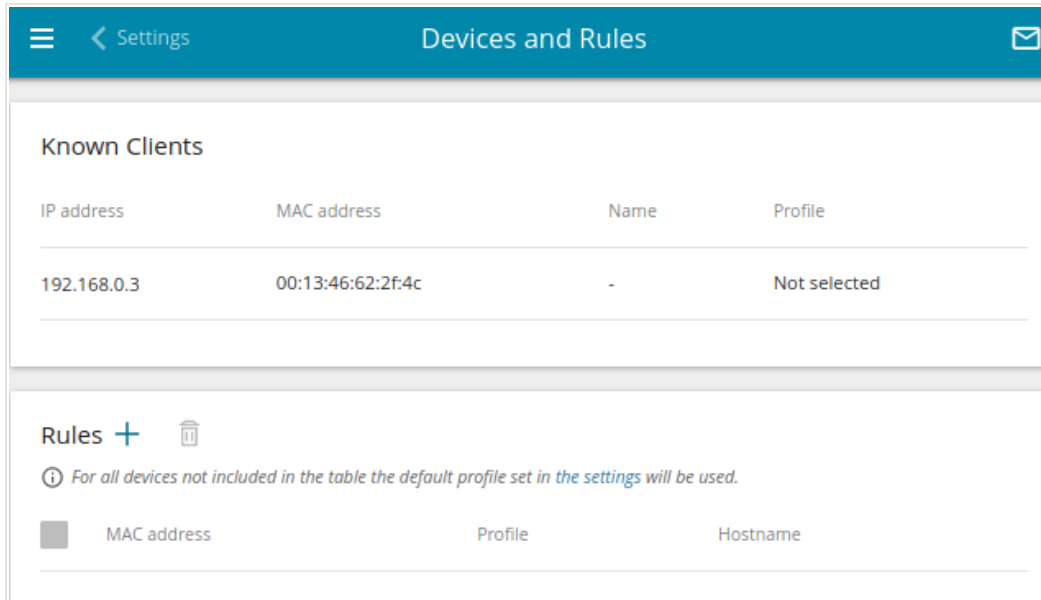 Settings
Devices and Rules
Known Clients
IP address MAC address Name Profile
192.168.0.3 00:13:46:62:2f:4c - Not selected
Rules
For all devices not included in the table the default profile set in the settings will be used.
MAC address Profile Hostname